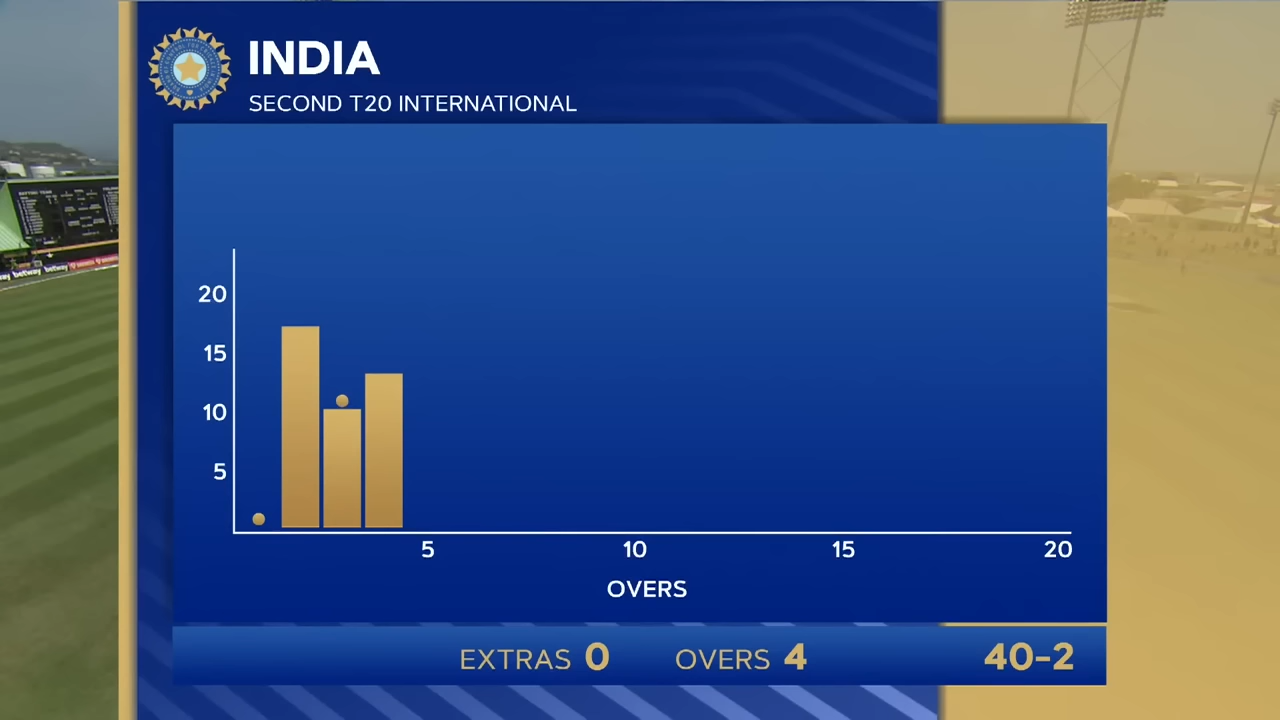 INDIA
SECOND T20 INTERNATIONAL
20
15
10
5
5 10 15 20
OVERS
EXTRAS 0 OVERS 4 40-2
betway